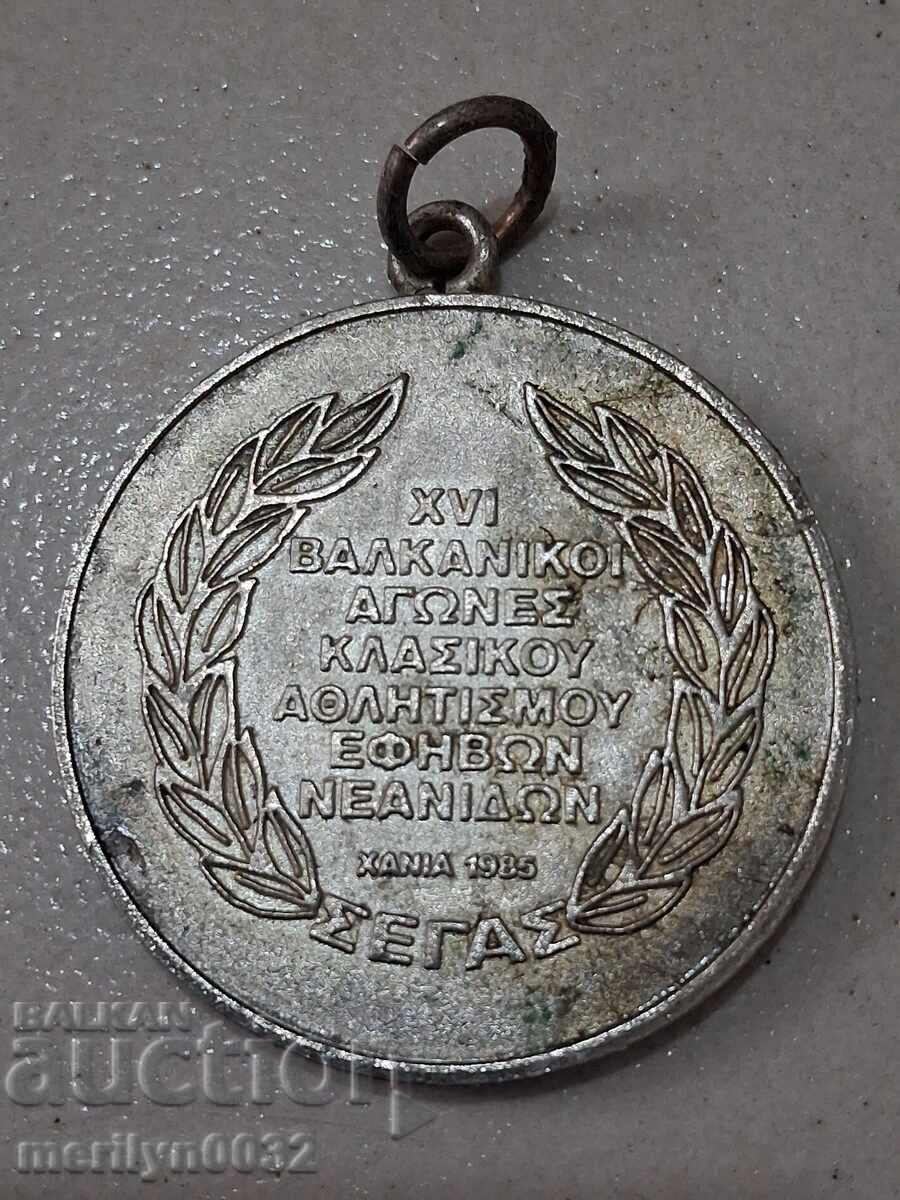 XVI
ΒΑΛΚΑΝΙΚΟΙ
ΑΓΩΝΕΣ
ΚΛΑΣΙΚΟΥ
ΑΘΛΗΤΙΣΜΟΥ
ΕΦΗΒΩΝ
ΝΕΑΝΙΔΩΝ
ΧΑΝΙΑ 1985
ΣΕΓΑΣ
BALKAN
auction
merilyn0032